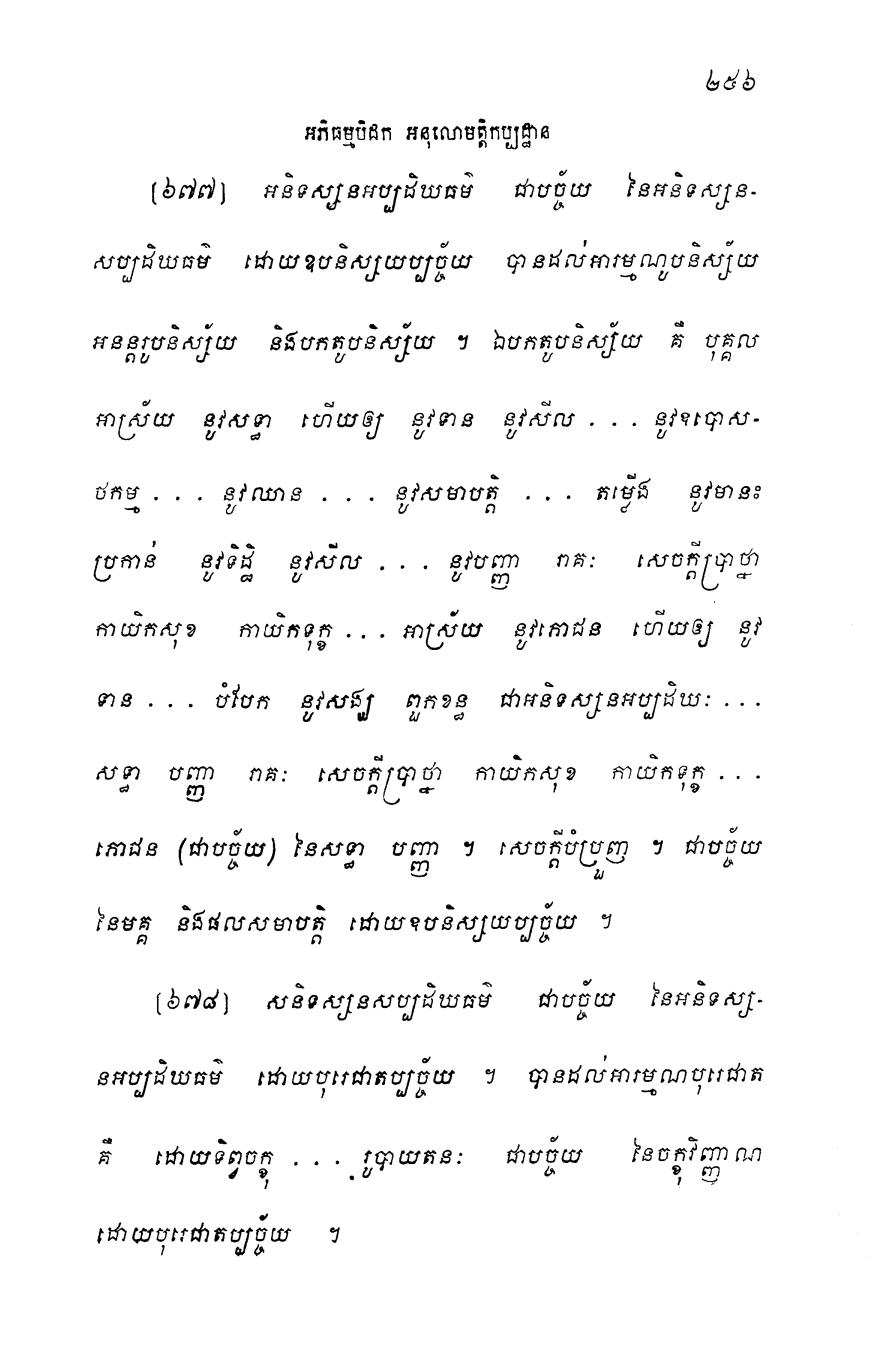 ២៥៦
អភិធម្មបិដក អនុលោមត្តិកប្បដ្ឋាន
(៦៧៧) អនិទស្សនអប្បដិឃធម៌ ជាបច្ច័យ នៃអនិទស្សន-
សប្បដិឃធម៌ ដោយឧបនិស្សយប្បច្ច័យ បានដល់អារម្មណូបនិស្ស័យ
អនន្តរូបនិស្ស័យ និងបកតូបនិស្ស័យ ។ ឯបកតូបនិស្ស័យ គឺ បុគ្គល
អាស្រ័យ នូវសទ្ធា ហើយឲ្យ នូវទាន នូវសីល . . . នូវឧបោស-
ថកម្ម . . . នូវឈាន . . . នូវសមាបត្តិ . . . តម្លើង នូវមានះ
ប្រកាន់ នូវទិដ្ឋិ នូវសីល . . . នូវបញ្ញា រាគៈ សេចក្តីប្រាថ្នា
កាយិកសុខ កាយិកទុក្ខ . . . អាស្រ័យ នូវភោជន ហើយឲ្យ នូវ
ទាន . . . បំបែក នូវសង្ឃ ពួកខន្ធ ជាអនិទស្សនអប្បដិឃៈ . . .
សទ្ធា បញ្ញា រាគៈ សេចក្តីប្រាថ្នា កាយិកសុខ កាយិកទុក្ខ . . .
ភោជន (ជាបច្ច័យ) នៃសទ្ធា បញ្ញា ។ សេចក្តីបំប្រួញ ។ ជាបច្ច័យ
នៃមគ្គ និងផលសមាបត្តិ ដោយឧបនិស្សយប្បច្ច័យ ។
(៦៧៨) សនិទស្សនសប្បដិឃធម៌ ជាបច្ច័យ នៃអនិទស្ស-
នអប្បដិឃធម៌ ដោយបុរេជាតប្បច្ច័យ ។ បានដល់អារម្មណបុរេជាត
គឺ ដោយទិព្វចក្ខុ . . . រូបាយតនៈ ជាបច្ច័យ នៃចក្ខុវិញ្ញាណ
ដោយបុរេជាតប្បច្ច័យ ។